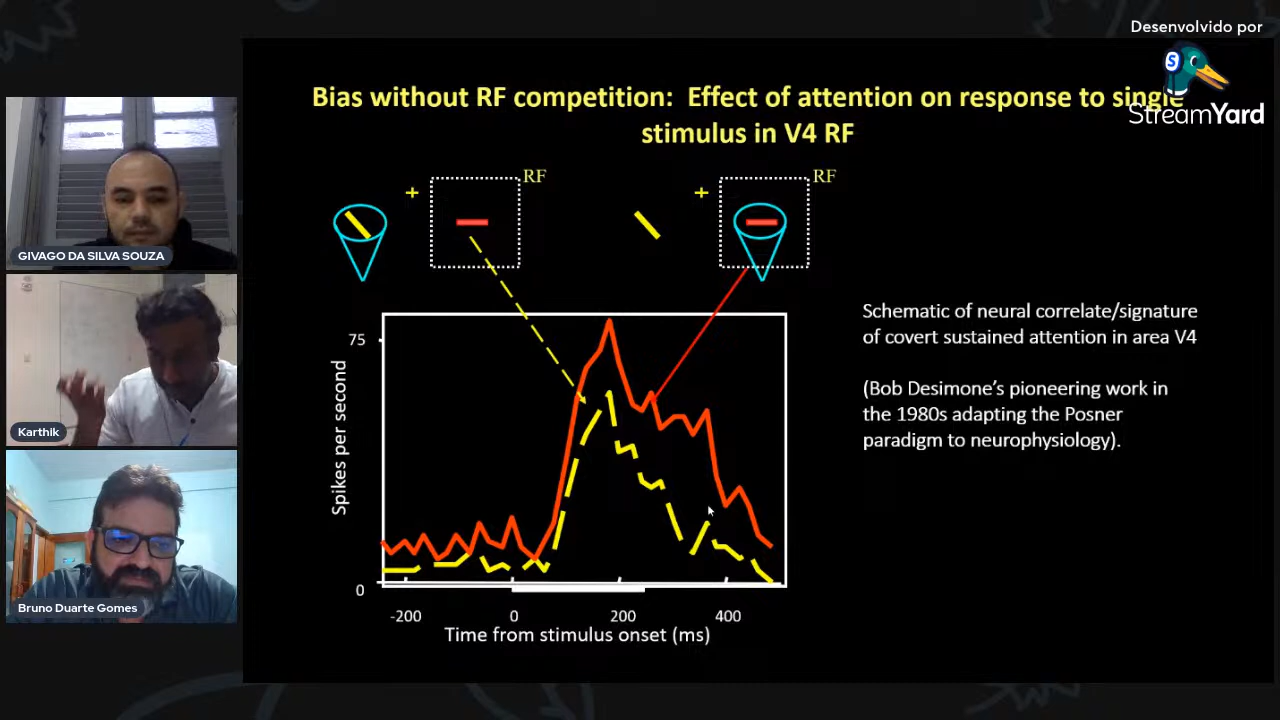 Desenvolvido por
StreamYard
Bias without RF competition: Effect of attention on response to single
stimulus in V4 RF
+
RF
+
RF
GIVAGO DA SILVA SOUZA
Karthik
Bruno Duarte Gomes
75
0
Spikes per second
-200
0
200
400
Time from stimulus onset (ms)
Schematic of neural correlate/signature
of covert sustained attention in area V4
(Bob Desimone’s pioneering work in
the 1980s adapting the Posner
paradigm to neurophysiology).